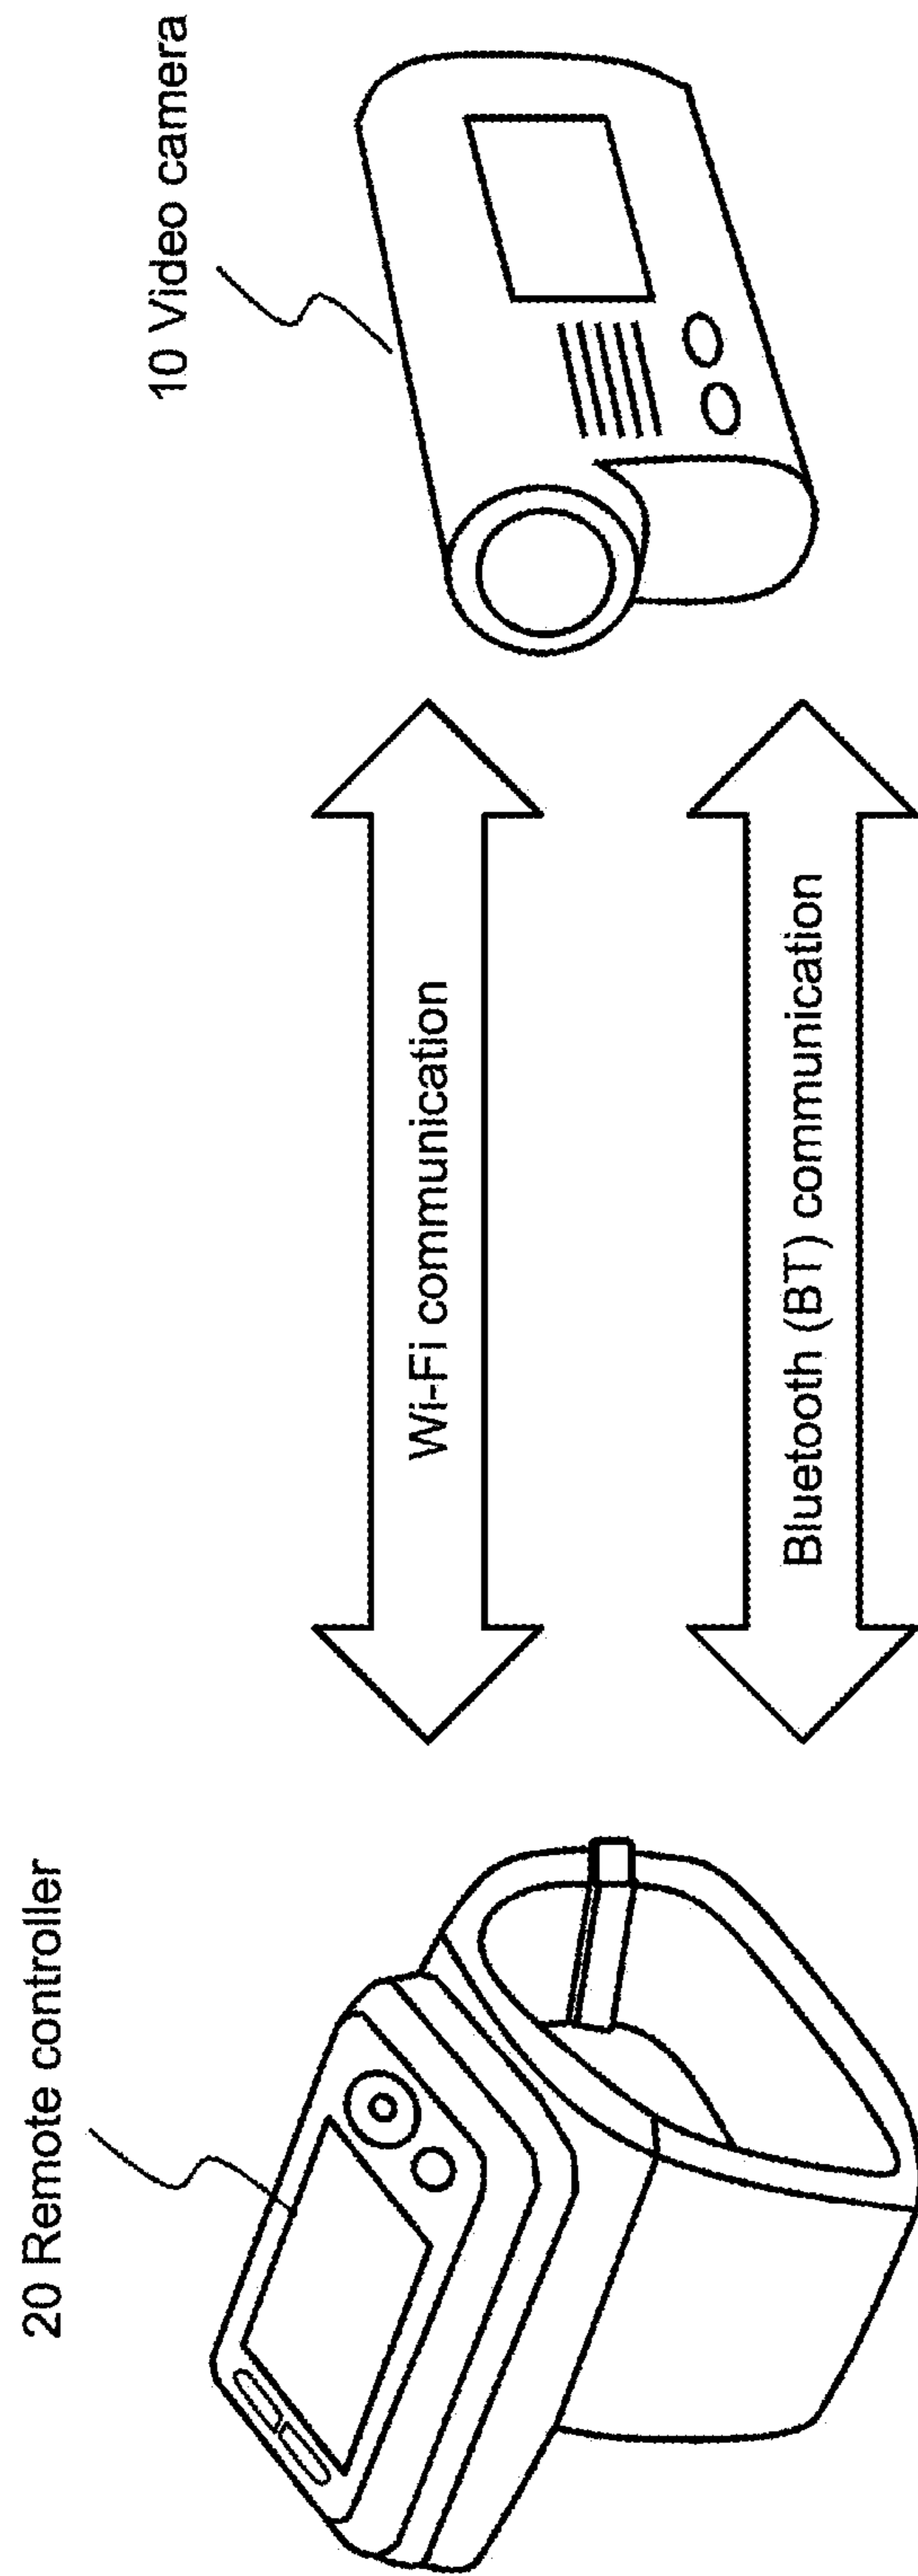 20 Remote controller
10 Video camera
Wi-Fi communication
Bluetooth (BT) communication